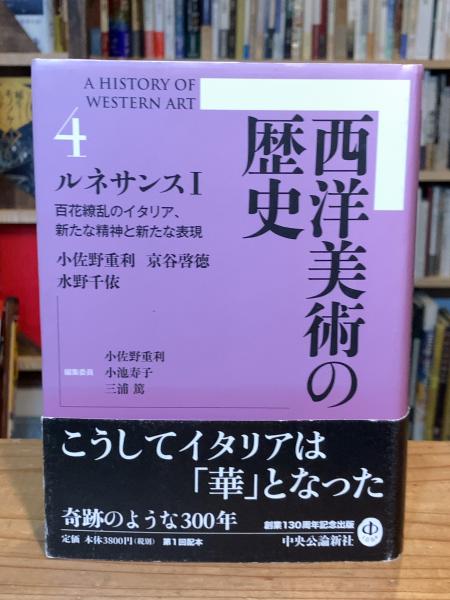 A HISTORY OF
WESTERN ART
西洋美術の
歴史
4
ルネサンスⅠ
百花繚乱のイタリア、
新たな精神と新たな表現
小佐野重利 京谷啓徳
水野千依
編集委員
小佐野重利
小池寿子
三浦 篤
こうしてイタリアは
「華」となった
奇跡のような300年
定価 本体3800円(税別) 第1回配本
創業130周年記念出版
中央公論新社